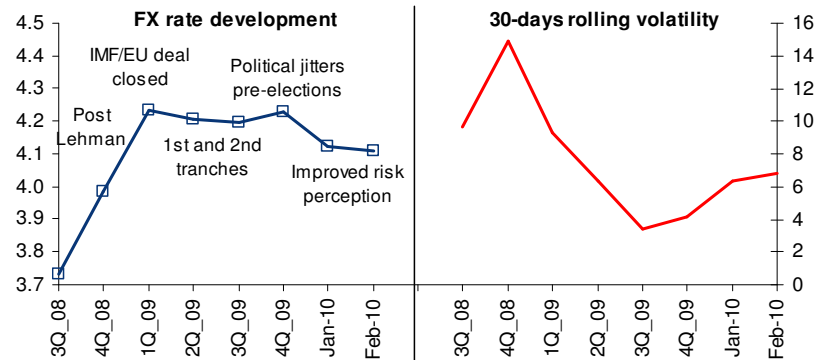 FX rate development
30-days rolling volatility
4.5
4.4
4.3
4.2
4.1
4.0
3.9
3.8
3.7
IMF/EU deal
closed
Post
Lehman
1st and 2nd
tranches
Political jitters
pre-elections
Improved risk
perception
16
14
12
10
8
6
4
2
0
3Q_08
4Q_08
1Q_09
2Q_09
3Q_09
4Q_09
Jan-10
Feb-10
3Q_08
4Q_08
1Q_09
2Q_09
3Q_09
4Q_09
Jan-10
Feb-10